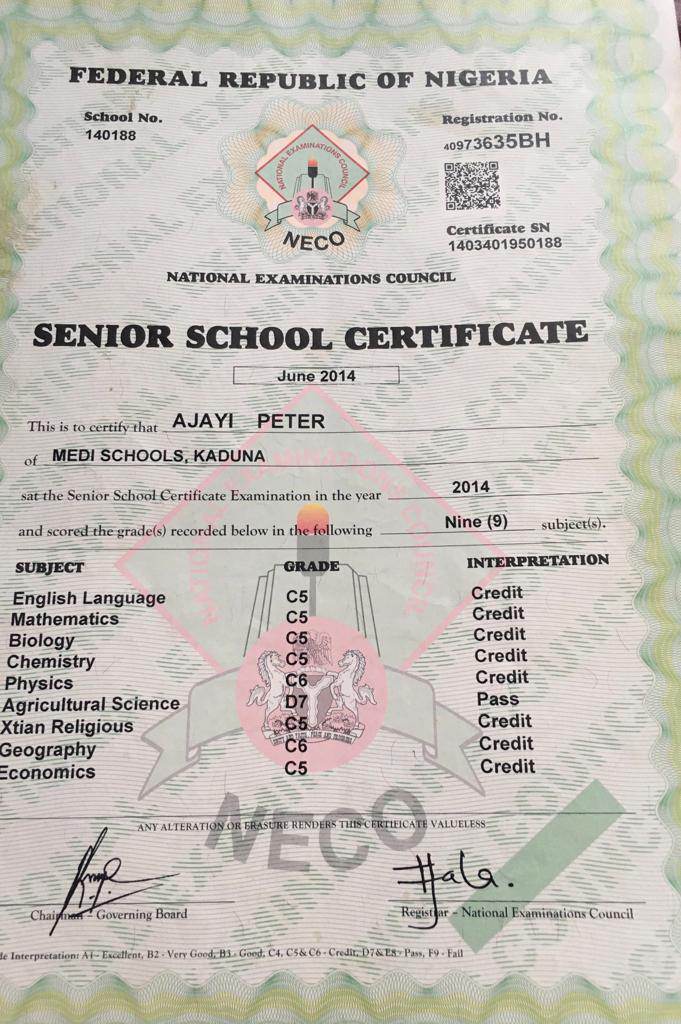 FEDERAL REPUBLIC OF NIGERIA
School No.
140188
Registration No.
40973635BH
NATIONAL EXAMINATIONS COUNCIL
NECO
Certificate SN
1403401950188
NATIONAL EXAMINATIONS COUNCIL
SENIOR SCHOOL CERTIFICATE
June 2014
This is to certify that AJAYI PETER
of MEDI SCHOOLS, KADUNA
sat the Senior School Certificate Examination in the year 2014
and scored the grade(s) recorded below in the following Nine (9) subject(s).
SUBJECT GRADE INTERPRETATION
English Language C5 Credit
Mathematics C5 Credit
Biology C5 Credit
Chemistry C5 Credit
Physics C6 Credit
Agricultural Science D7 Pass
Xtian Religious C5 Credit
Geography C6 Credit
Economics C5 Credit
NECO
ANY ALTERATION OR ERASURE RENDERS THIS CERTIFICATE VALUELESS
Chairman - Governing Board
Registrar - National Examinations Council
Interpretation: A1 - Excellent, B2 - Very Good, B3 - Good, C4, C5 & C6 - Credit, D7 & E8 - Pass, F9 - Fail